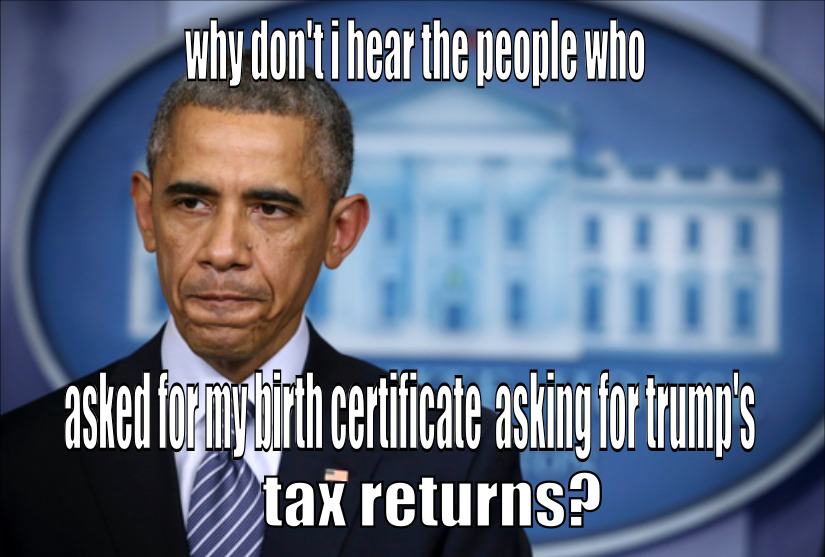 why don't i hear the people who
asked for my birth certificate asking for trump's
tax returns?